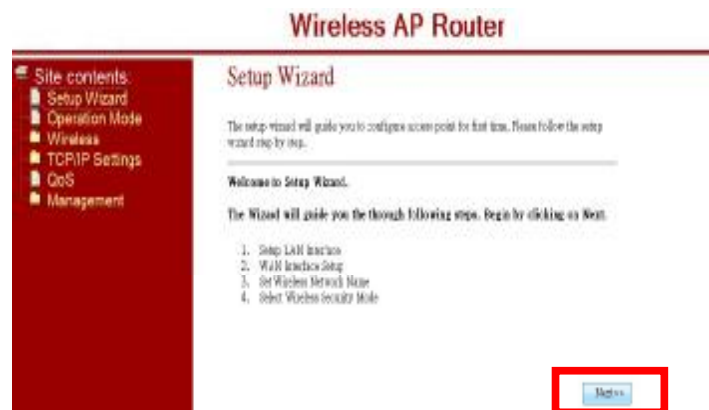 Wireless AP Router
Site contents:
Setup Wizard
Operation Mode
Wireless
TCP/IP Settings
QoS
Management
Setup Wizard
The setup wizard will guide you to configure access point for first time. Please follow the setup
wizard step by step.
Welcome to Setup Wizard.
The Wizard will guide you the through following steps. Begin by clicking on Next.
1. Setup LAN Interface
2. WAN Interface Setup
3. Set Wireless Network Name
4. Select Wireless Security Mode
Next>>